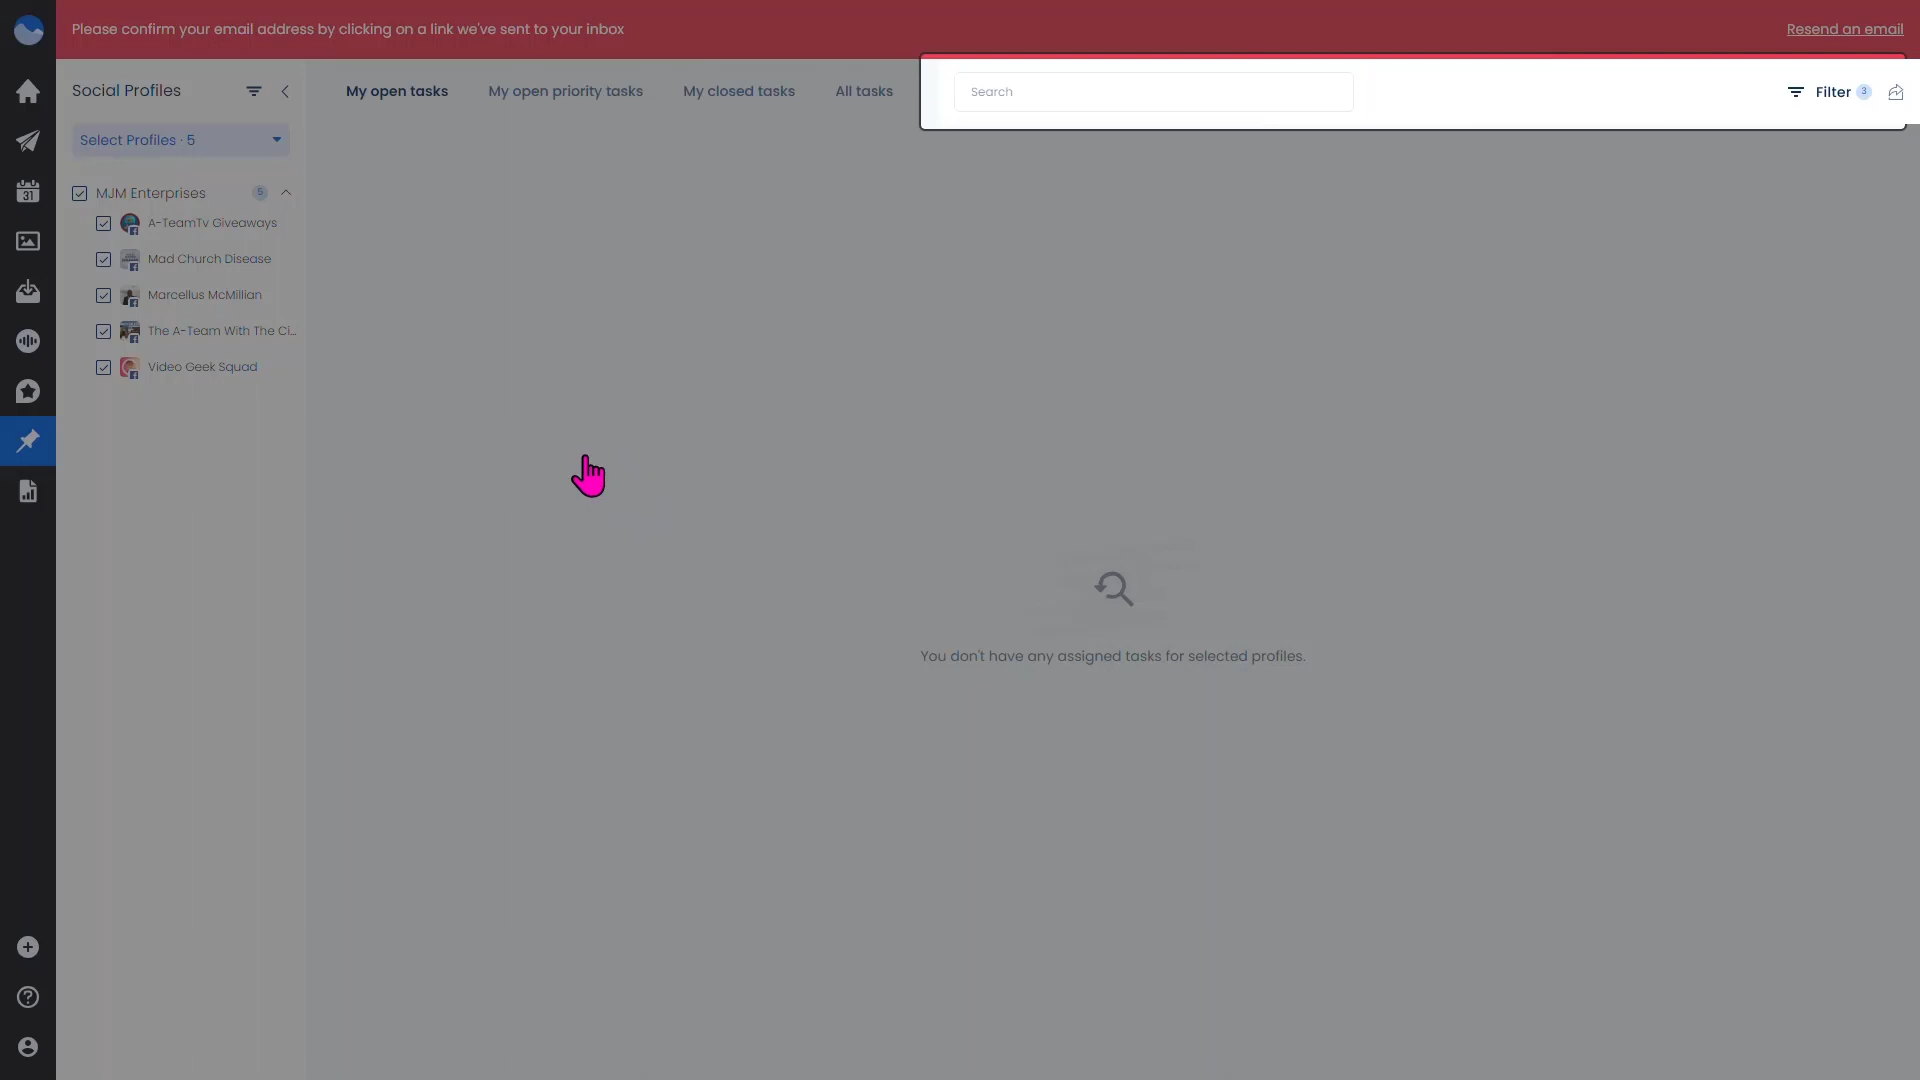 Please confirm your email address by clicking on a link we've sent to your inbox
Resend an email
Social Profiles
My open tasks
My open priority tasks
My closed tasks
All tasks
Search
Filter 3
Select Profiles · 5
31
MJM Enterprises 5
A-TeamTv Giveaways
Mad Church Disease
Marcellus McMillian
The A-Team With The Ci...
Video Geek Squad
You don't have any assigned tasks for selected profiles.